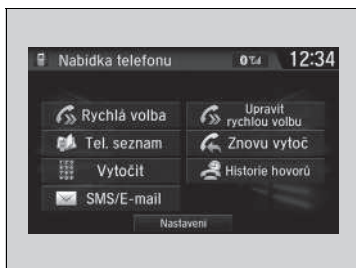 Nabídka telefonu 12:34
Rychlá volba
Upravit
rychlou volbu
Tel. seznam
Znovu vytoč
Vytočit
Historie hovorů
SMS/E-mail
Nastavení